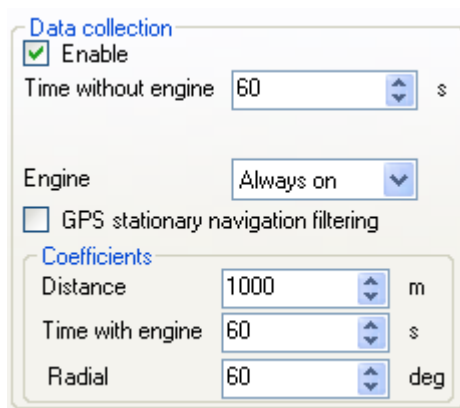 Data collection
Enable
Time without engine 60 s
Engine Always on
GPS stationary navigation filtering
Coefficients
Distance 1000 m
Time with engine 60 s
Radial 60 deg